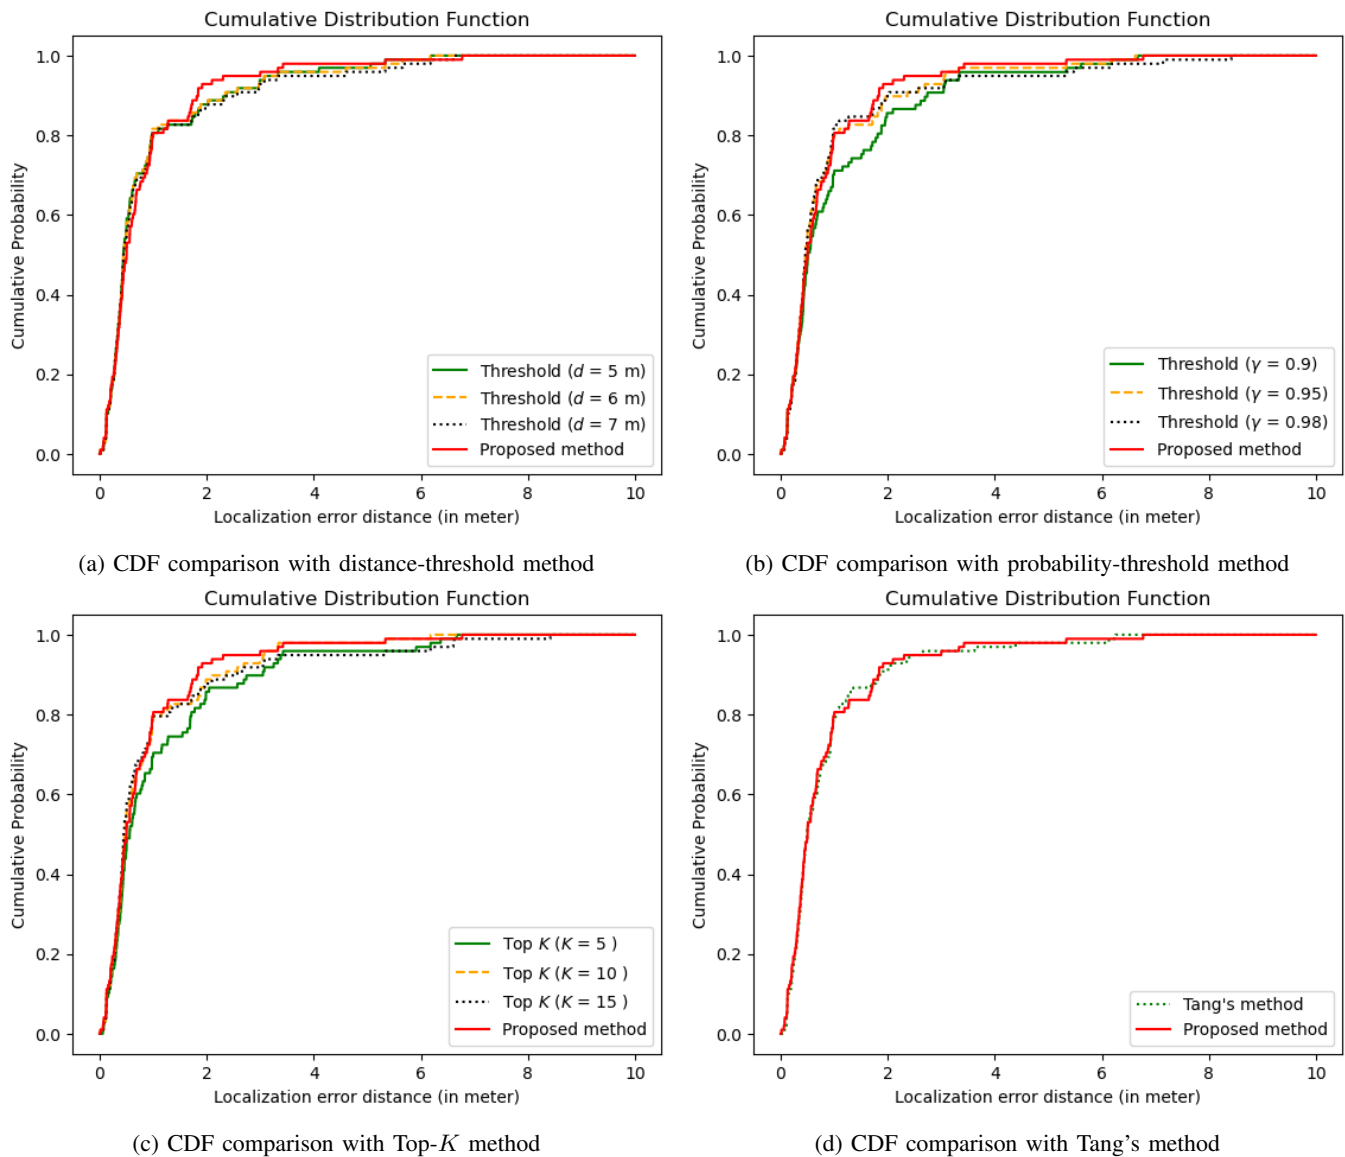 Cumulative Distribution Function
1.0
0.8
0.6
0.4
0.2
0.0
Cumulative Probability
Threshold (d = 5 m)
Threshold (d = 6 m)
Threshold (d = 7 m)
Proposed method
0 2 4 6 8 10
Localization error distance (in meter)
(a) CDF comparison with distance-threshold method
Cumulative Distribution Function
1.0
0.8
0.6
0.4
0.2
0.0
Cumulative Probability
Threshold (γ = 0.9)
Threshold (γ = 0.95)
Threshold (γ = 0.98)
Proposed method
0 2 4 6 8 10
Localization error distance (in meter)
(b) CDF comparison with probability-threshold method
Cumulative Distribution Function
1.0
0.8
0.6
0.4
0.2
0.0
Cumulative Probability
Top K (K = 5 )
Top K (K = 10 )
Top K (K = 15 )
Proposed method
0 2 4 6 8 10
Localization error distance (in meter)
(c) CDF comparison with Top-K method
Cumulative Distribution Function
1.0
0.8
0.6
0.4
0.2
0.0
Cumulative Probability
Tang's method
Proposed method
0 2 4 6 8 10
Localization error distance (in meter)
(d) CDF comparison with Tang's method